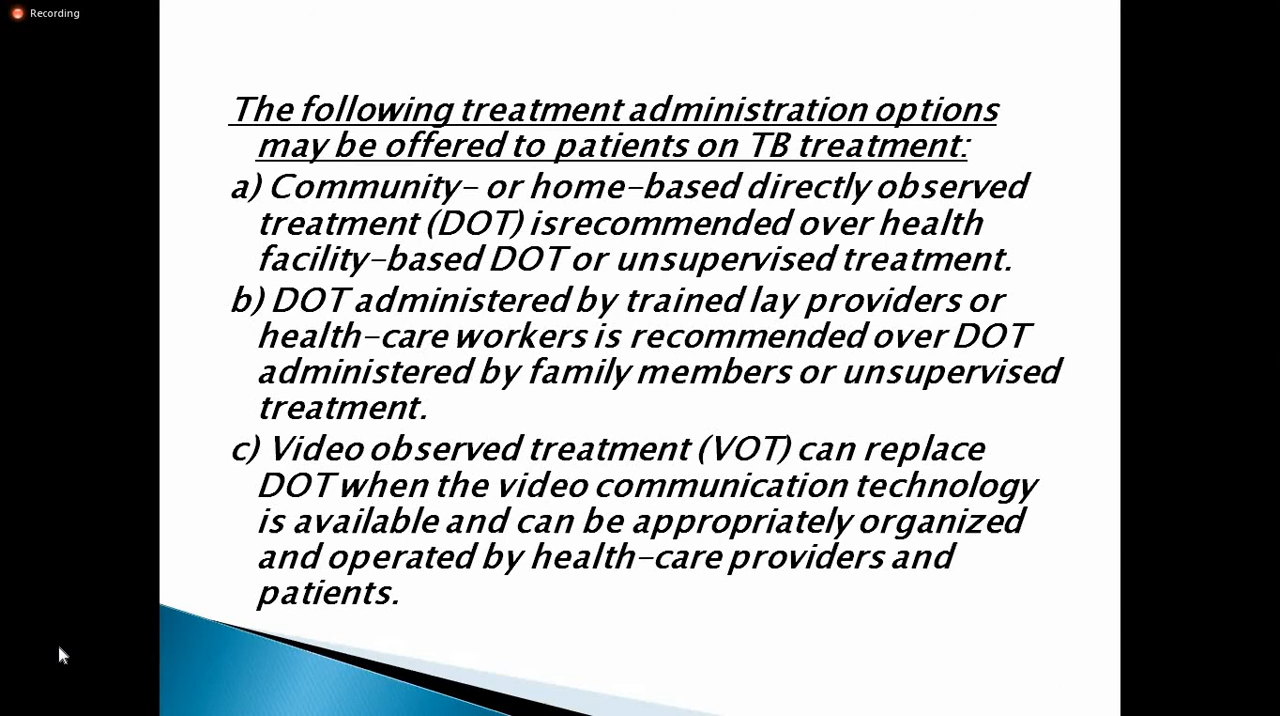 Recording
The following treatment administration options
may be offered to patients on TB treatment:
a) Community- or home-based directly observed
treatment (DOT) isrecommended over health
facility-based DOT or unsupervised treatment.
b) DOT administered by trained lay providers or
health-care workers is recommended over DOT
administered by family members or unsupervised
treatment.
c) Video observed treatment (VOT) can replace
DOT when the video communication technology
is available and can be appropriately organized
and operated by health-care providers and
patients.